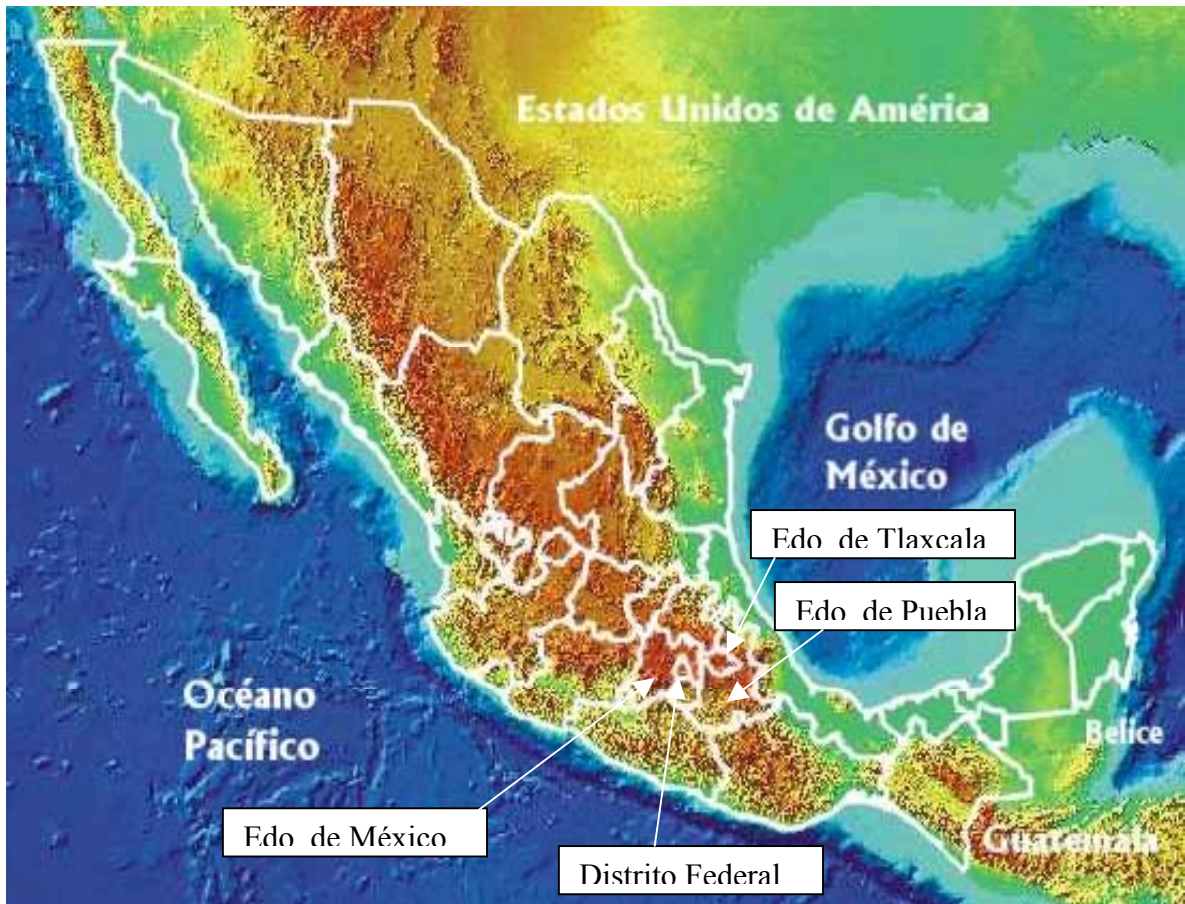 Estados Unidos de América
Golfo de
México
Edo de Tlaxcala
Edo de Puebla
Océano
Pacífico
Belice
Edo de México
Guatemala
Distrito Federal